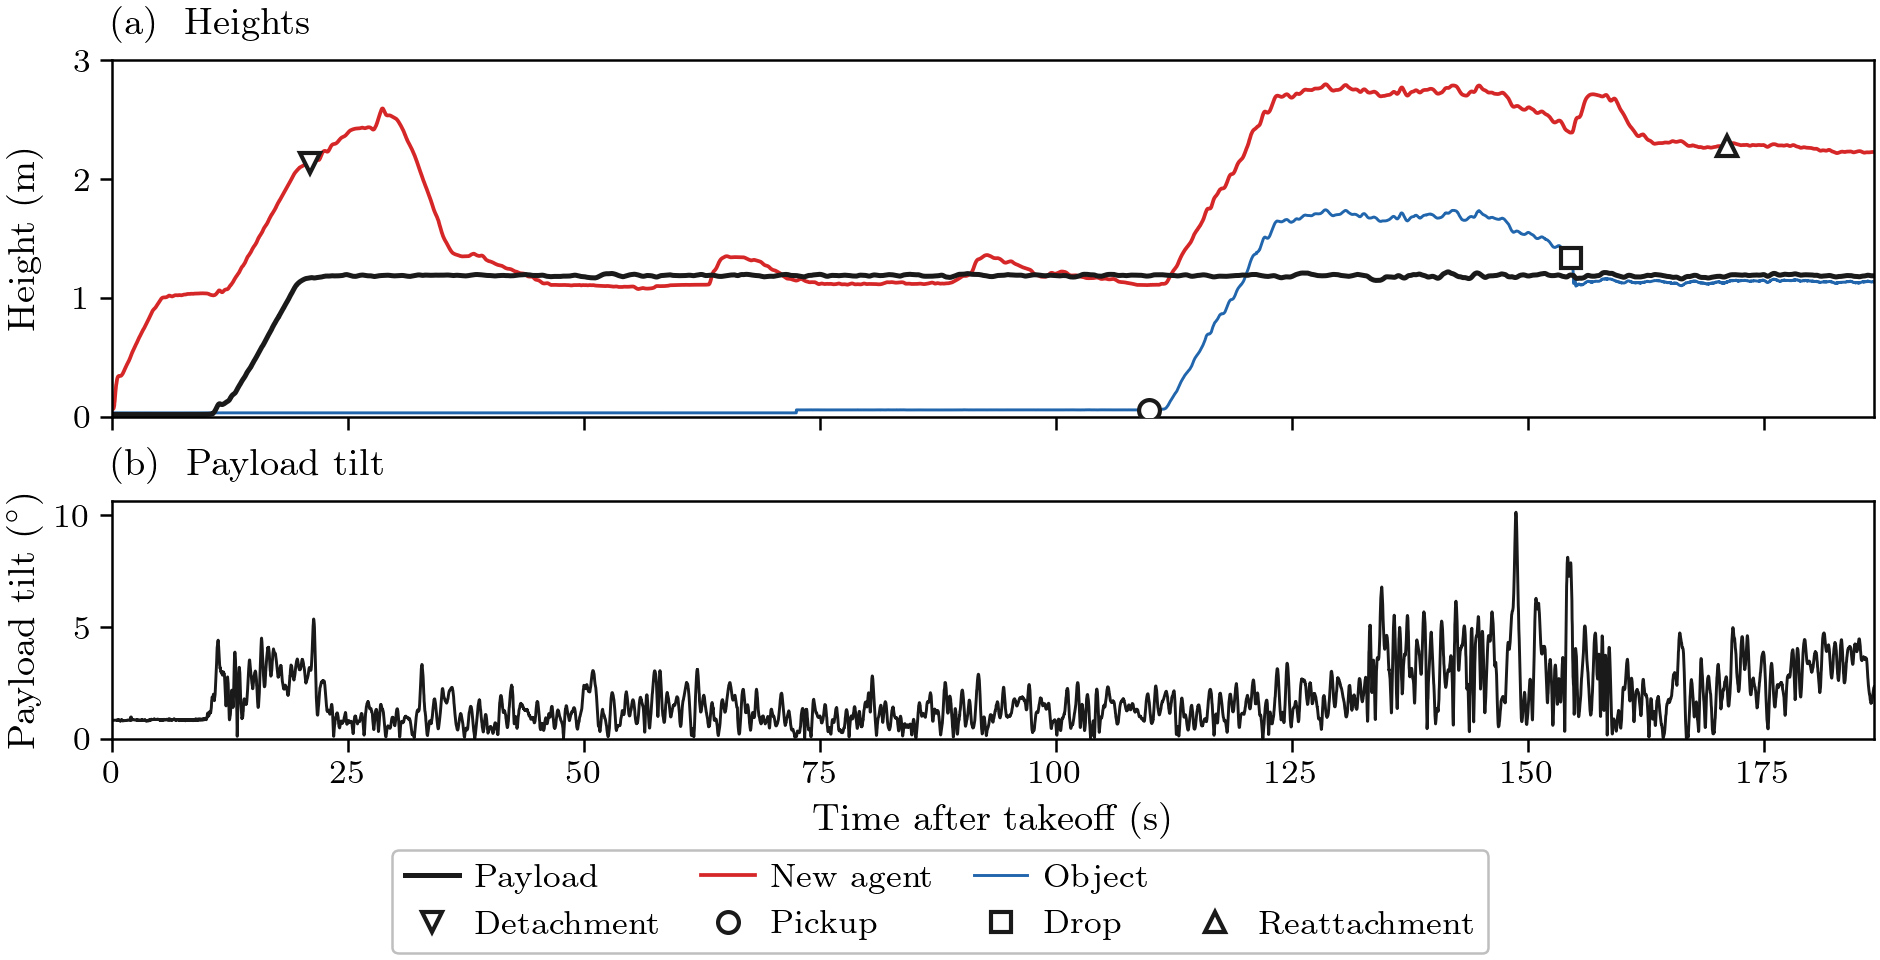 (a) Heights
3
2
1
0
Height (m)
(b) Payload tilt
10
5
0
Payload tilt (°)
0 25 50 75 100 125 150 175
Time after takeoff (s)
Payload New agent Object
Detachment Pickup Drop Reattachment